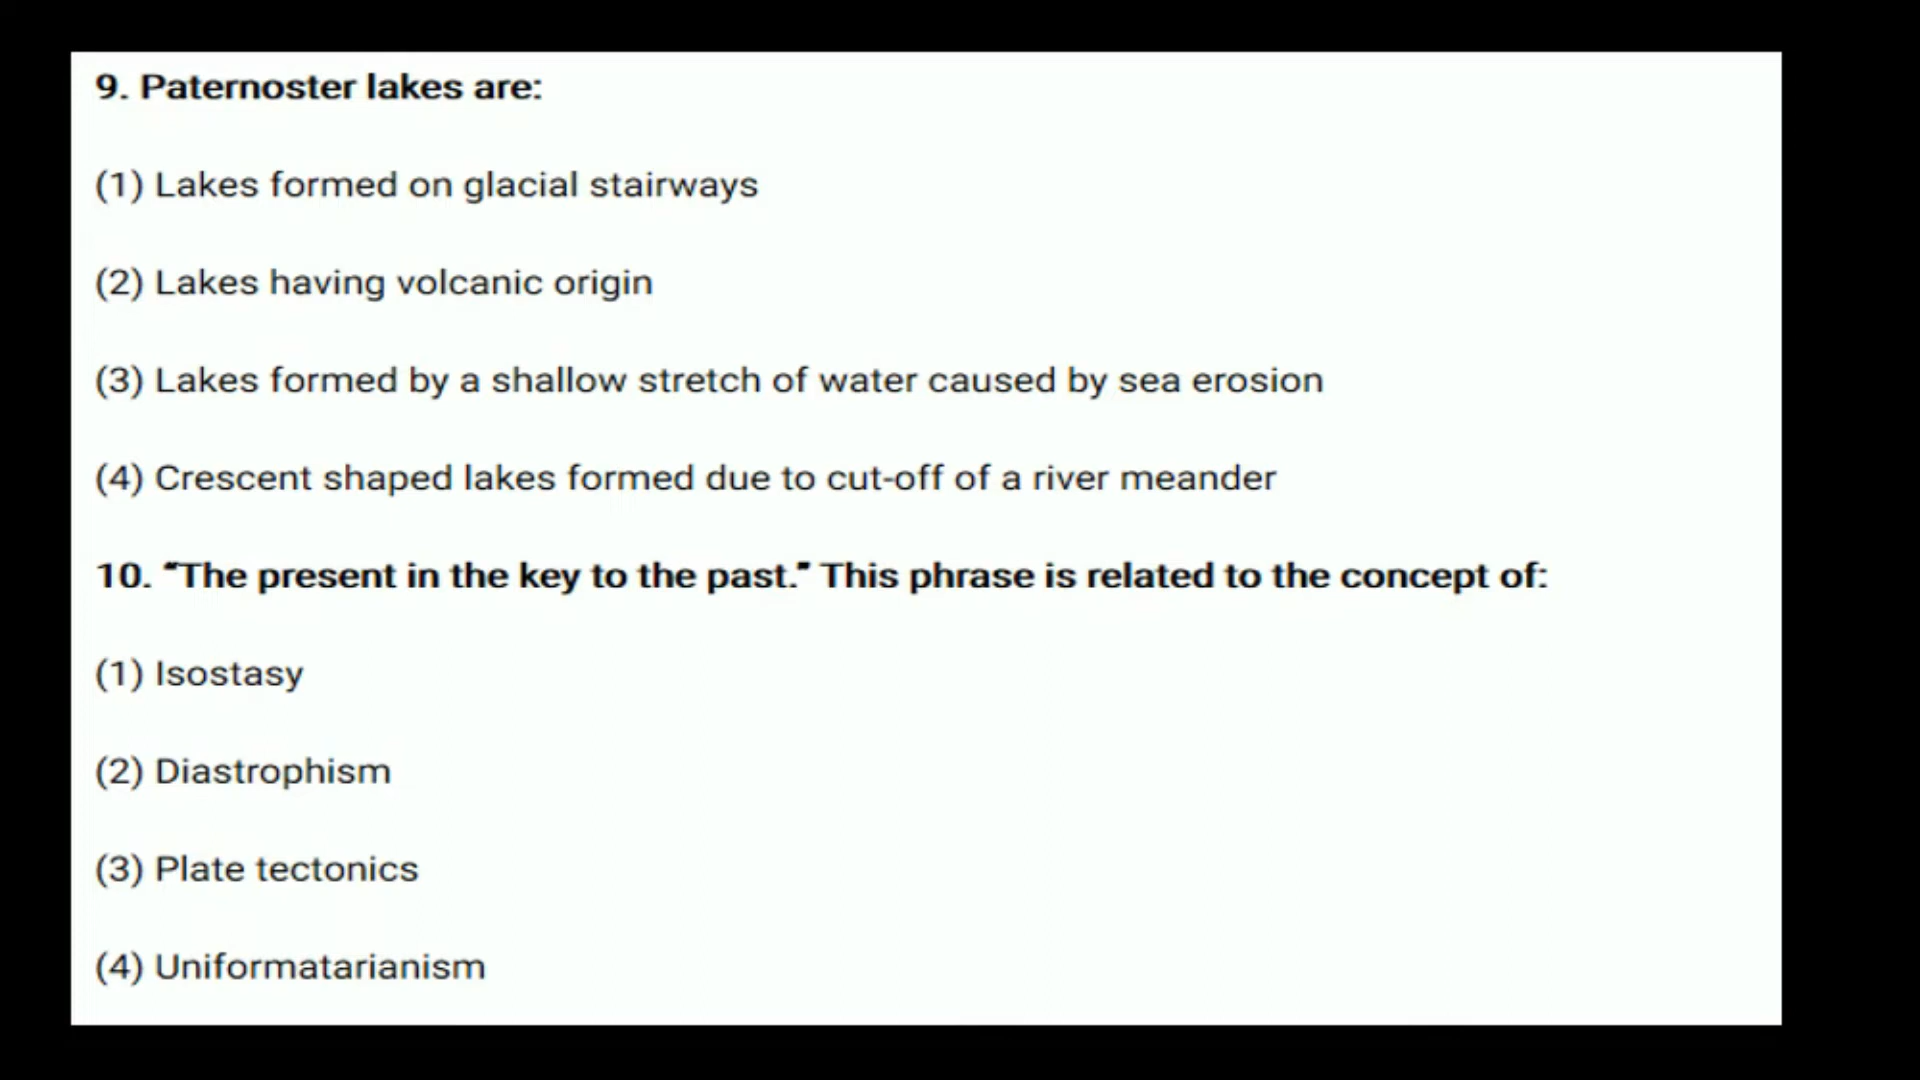 9. Paternoster lakes are:
(1) Lakes formed on glacial stairways
(2) Lakes having volcanic origin
(3) Lakes formed by a shallow stretch of water caused by sea erosion
(4) Crescent shaped lakes formed due to cut-off of a river meander
10. “The present in the key to the past.” This phrase is related to the concept of:
(1) Isostasy
(2) Diastrophism
(3) Plate tectonics
(4) Uniformatarianism